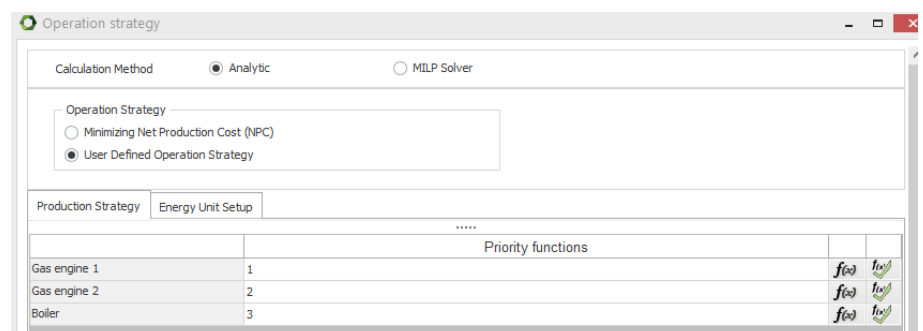 Operation strategy
Calculation Method Analytic MILP Solver
Operation Strategy
Minimizing Net Production Cost (NPC)
User Defined Operation Strategy
Production Strategy Energy Unit Setup
Priority functions
Gas engine 1 1 f(x) f(x)
Gas engine 2 2 f(x) f(x)
Boiler 3 f(x) f(x)